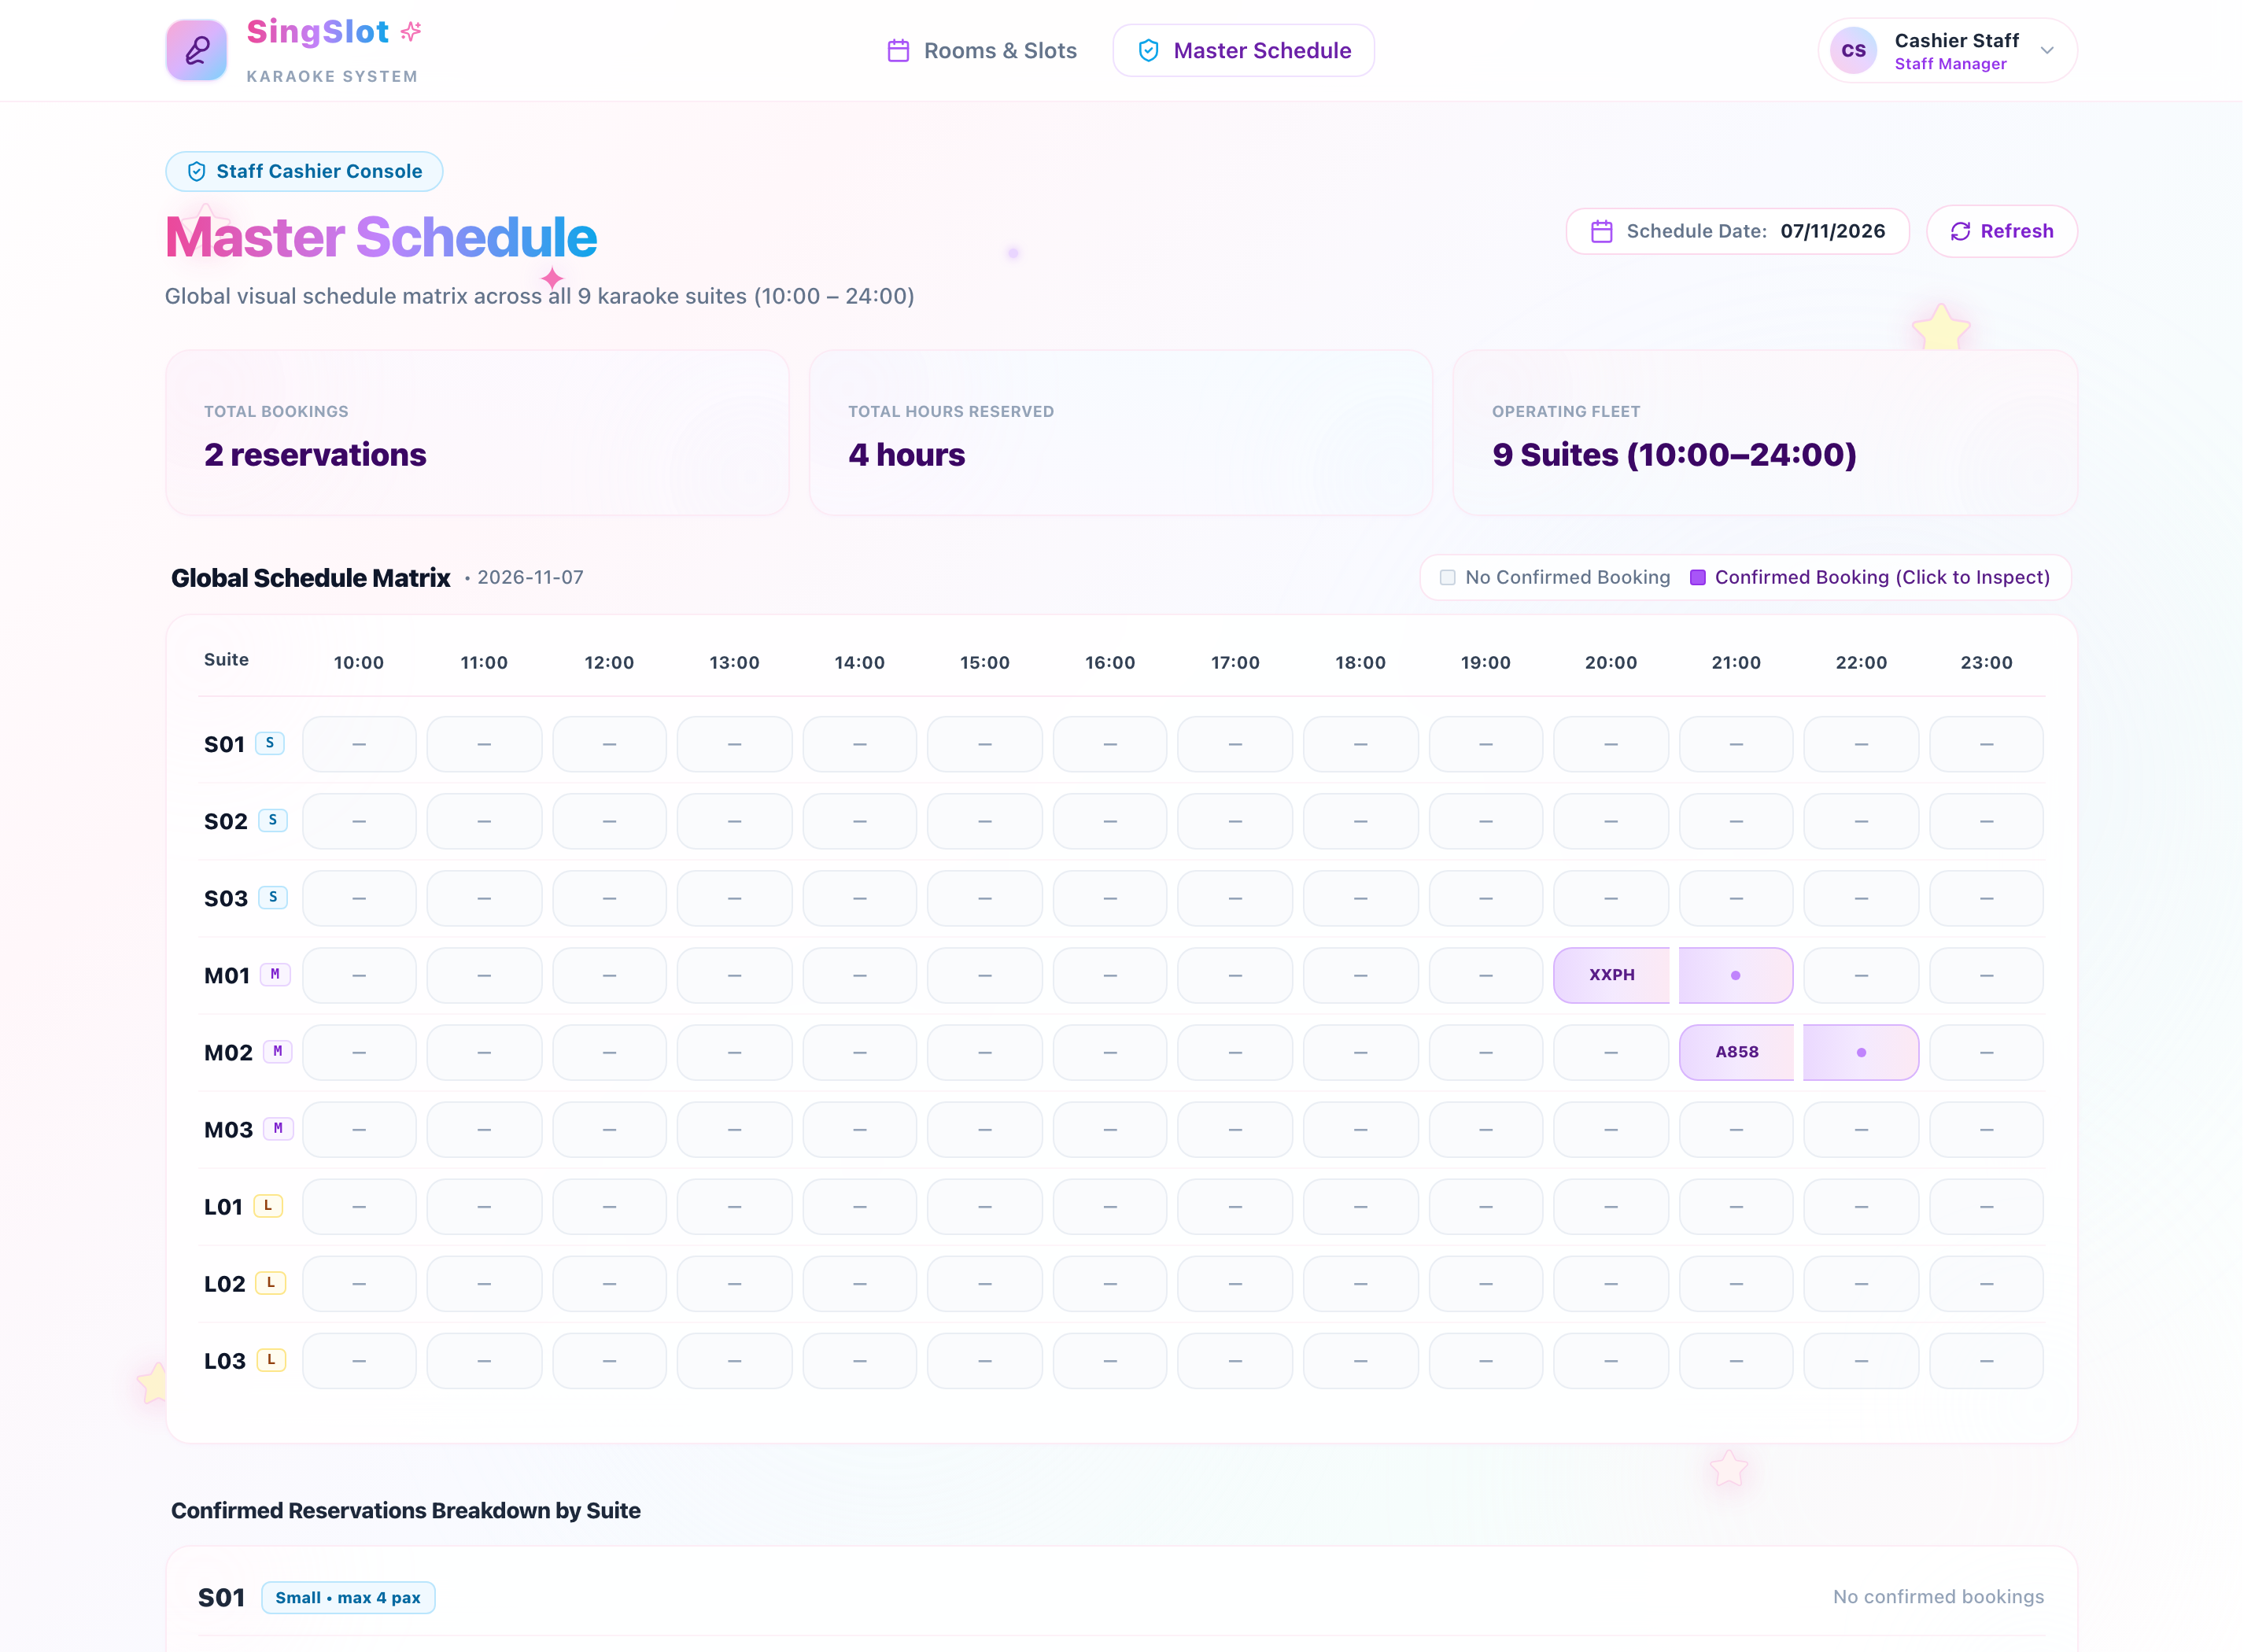 SingSlot
KARAOKE SYSTEM
Rooms & Slots
Master Schedule
CS
Cashier Staff
Staff Manager
Staff Cashier Console
Master Schedule
Global visual schedule matrix across all 9 karaoke suites (10:00 – 24:00)
Schedule Date: 07/11/2026
Refresh
TOTAL BOOKINGS
2 reservations
TOTAL HOURS RESERVED
4 hours
OPERATING FLEET
9 Suites (10:00–24:00)
Global Schedule Matrix • 2026-11-07
No Confirmed Booking
Confirmed Booking (Click to Inspect)
Suite 10:00 11:00 12:00 13:00 14:00 15:00 16:00 17:00 18:00 19:00 20:00 21:00 22:00 23:00
S01 S – – – – – – – – – – – – – –
S02 S – – – – – – – – – – – – – –
S03 S – – – – – – – – – – – – – –
M01 M – – – – – – – – – – XXPH • – –
M02 M – – – – – – – – – – – A858 • –
M03 M – – – – – – – – – – – – – –
L01 L – – – – – – – – – – – – – –
L02 L – – – – – – – – – – – – – –
L03 L – – – – – – – – – – – – – –
Confirmed Reservations Breakdown by Suite
S01 Small • max 4 pax No confirmed bookings